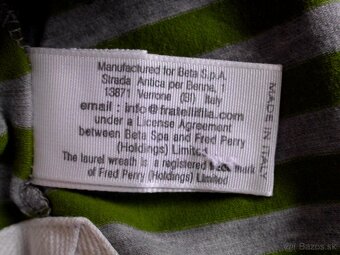 Manufactured for Beta S.p.A.
Strada Antica per Benna, 1
13871 Verrone (BI) Italy
email : info@fratellifila.com
under a License Agreement
between Beta Spa and Fred Perry
(Holdings) Limited
The laurel wreath is a registered mark
of Fred Perry (Holdings) Limited
MADE IN ITALY
Bazos.sk